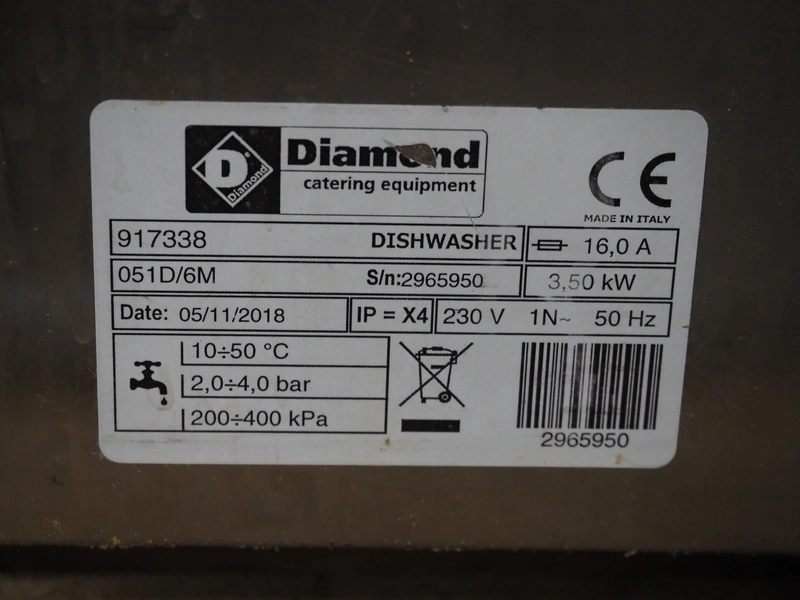 D
Diamond
Diamond
catering equipment
CE
MADE IN ITALY
917338 DISHWASHER 16,0 A
051D/6M S/n:2965950 3,50 kW
Date: 05/11/2018 IP = X4 230 V 1N~ 50 Hz
10÷50 °C
2,0÷4,0 bar
200÷400 kPa
2965950